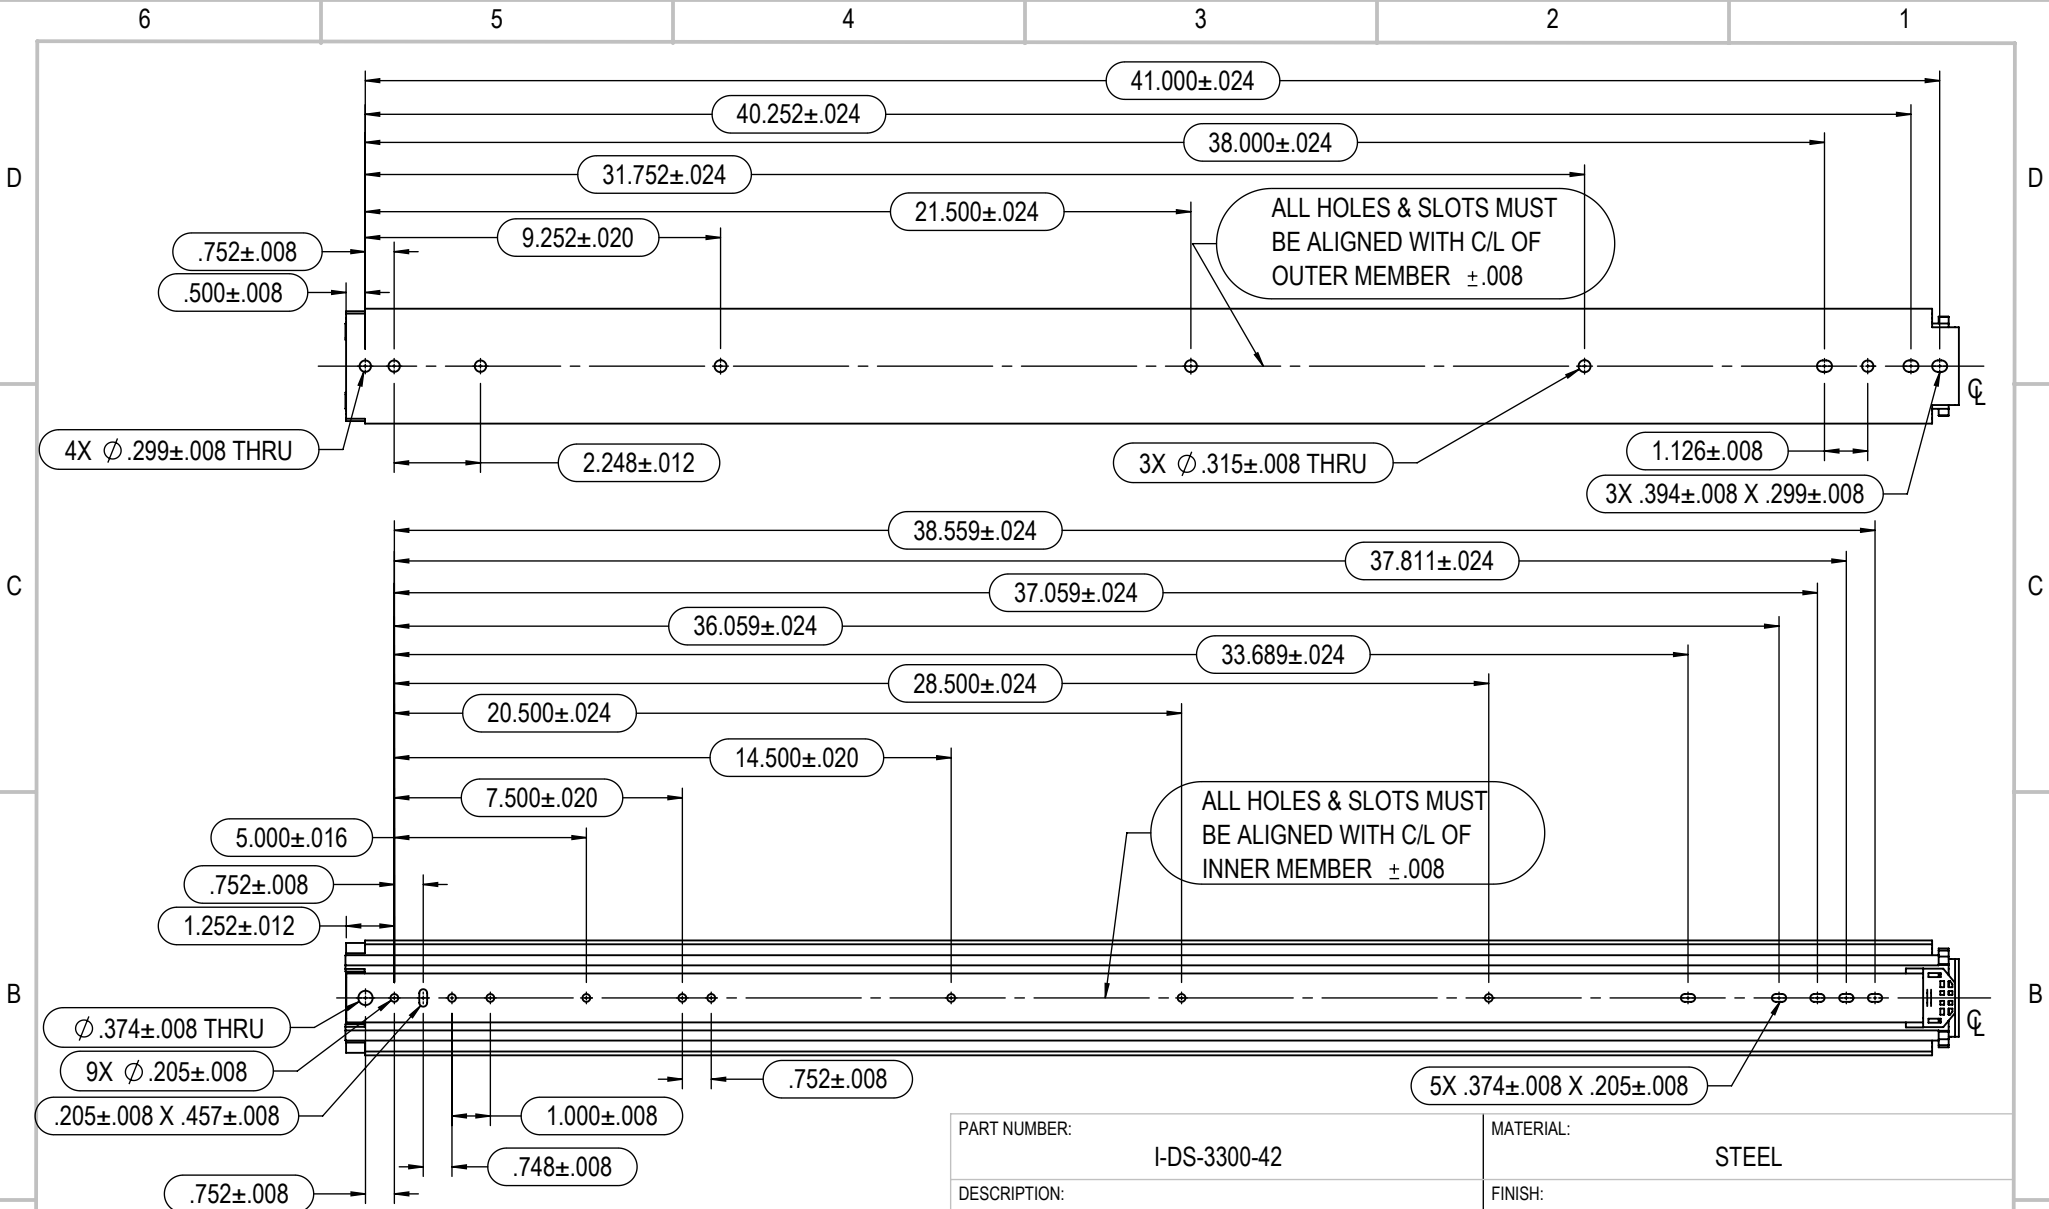 6 5 4 3 2 1
41.000±.024
40.252±.024
38.000±.024
D D
31.752±.024
21.500±.024
ALL HOLES & SLOTS MUST
BE ALIGNED WITH C/L OF
OUTER MEMBER ±.008
9.252±.020
.752±.008
.500±.008
℄
4X ∅ .299±.008 THRU
2.248±.012
3X ∅ .315±.008 THRU
1.126±.008
3X .394±.008 X .299±.008
38.559±.024
37.811±.024
C C
37.059±.024
36.059±.024
33.689±.024
28.500±.024
20.500±.024
14.500±.020
7.500±.020
ALL HOLES & SLOTS MUST
BE ALIGNED WITH C/L OF
INNER MEMBER ±.008
5.000±.016
.752±.008
1.252±.012
B B
℄
∅ .374±.008 THRU
9X ∅ .205±.008
.752±.008
5X .374±.008 X .205±.008
.205±.008 X .457±.008
1.000±.008
.748±.008
.752±.008
PART NUMBER:
I-DS-3300-42
MATERIAL:
STEEL
DESCRIPTION:
FINISH: